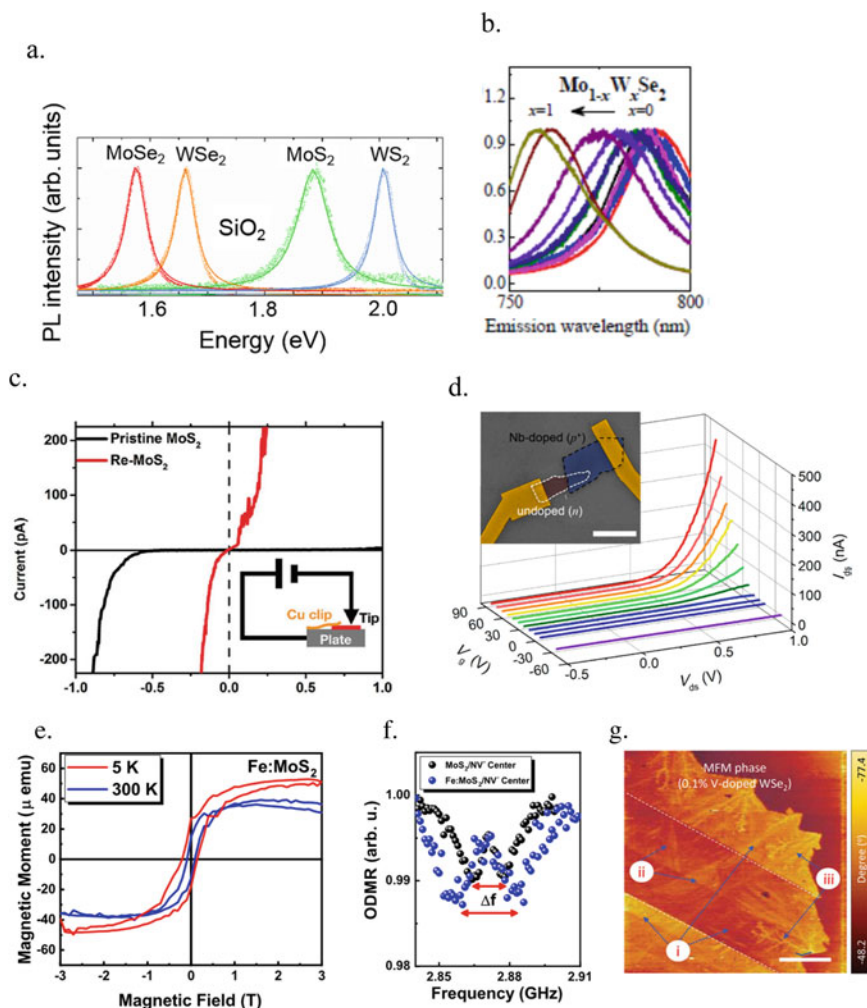 a.
PL intensity (arb. units)
MoSe2 WSe2 MoS2 WS2
SiO2
1.6 1.8 2.0
Energy (eV)
b.
Mo1-xWxSe2
x=1 x=0
1.2
0.9
0.6
0.3
0.0
750 800
Emission wavelength (nm)
c.
Pristine MoS2
Re-MoS2
Current (pA)
200
100
0
-100
-200
Cu clip
Tip
Plate
-1.0 -0.5 0.0 0.5 1.0
d.
Nb-doped (p+)
undoped (n)
500
400
300
200
100
0
Ids (nA)
90
60
30
0
-30
-60
Vg (V)
-0.5 0.0 0.5 1.0
Vds (V)
e.
5 K
300 K
Fe:MoS2
Magnetic Moment (μ emu)
60
40
20
0
-20
-40
-60
-3 -2 -1 0 1 2 3
Magnetic Field (T)
f.
MoS2/NV- Center
Fe:MoS2/NV- Center
ODMR (arb. u.)
1.00
0.99
0.98
Δf
2.85 2.88 2.91
Frequency (GHz)
g.
MFM phase
(0.1% V-doped WSe2)
ii
iii
i
-77.4
Degree (°)
-48.2